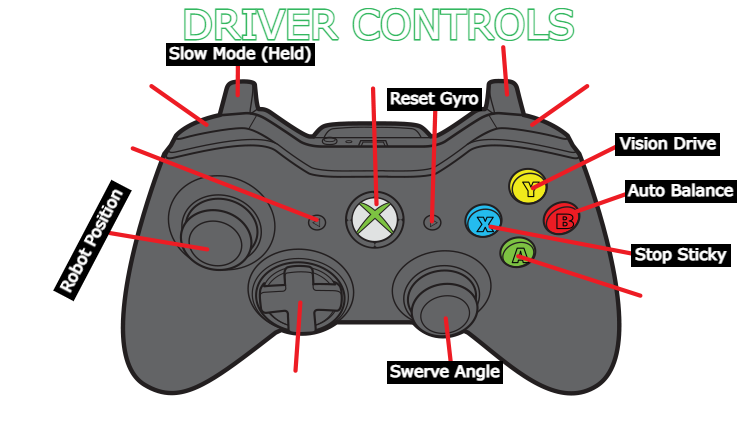 DRIVER CONTROLS
Slow Mode (Held)
Reset Gyro
Vision Drive
Y
Auto Balance
B
X
Robot Position
Stop Sticky
A
Swerve Angle